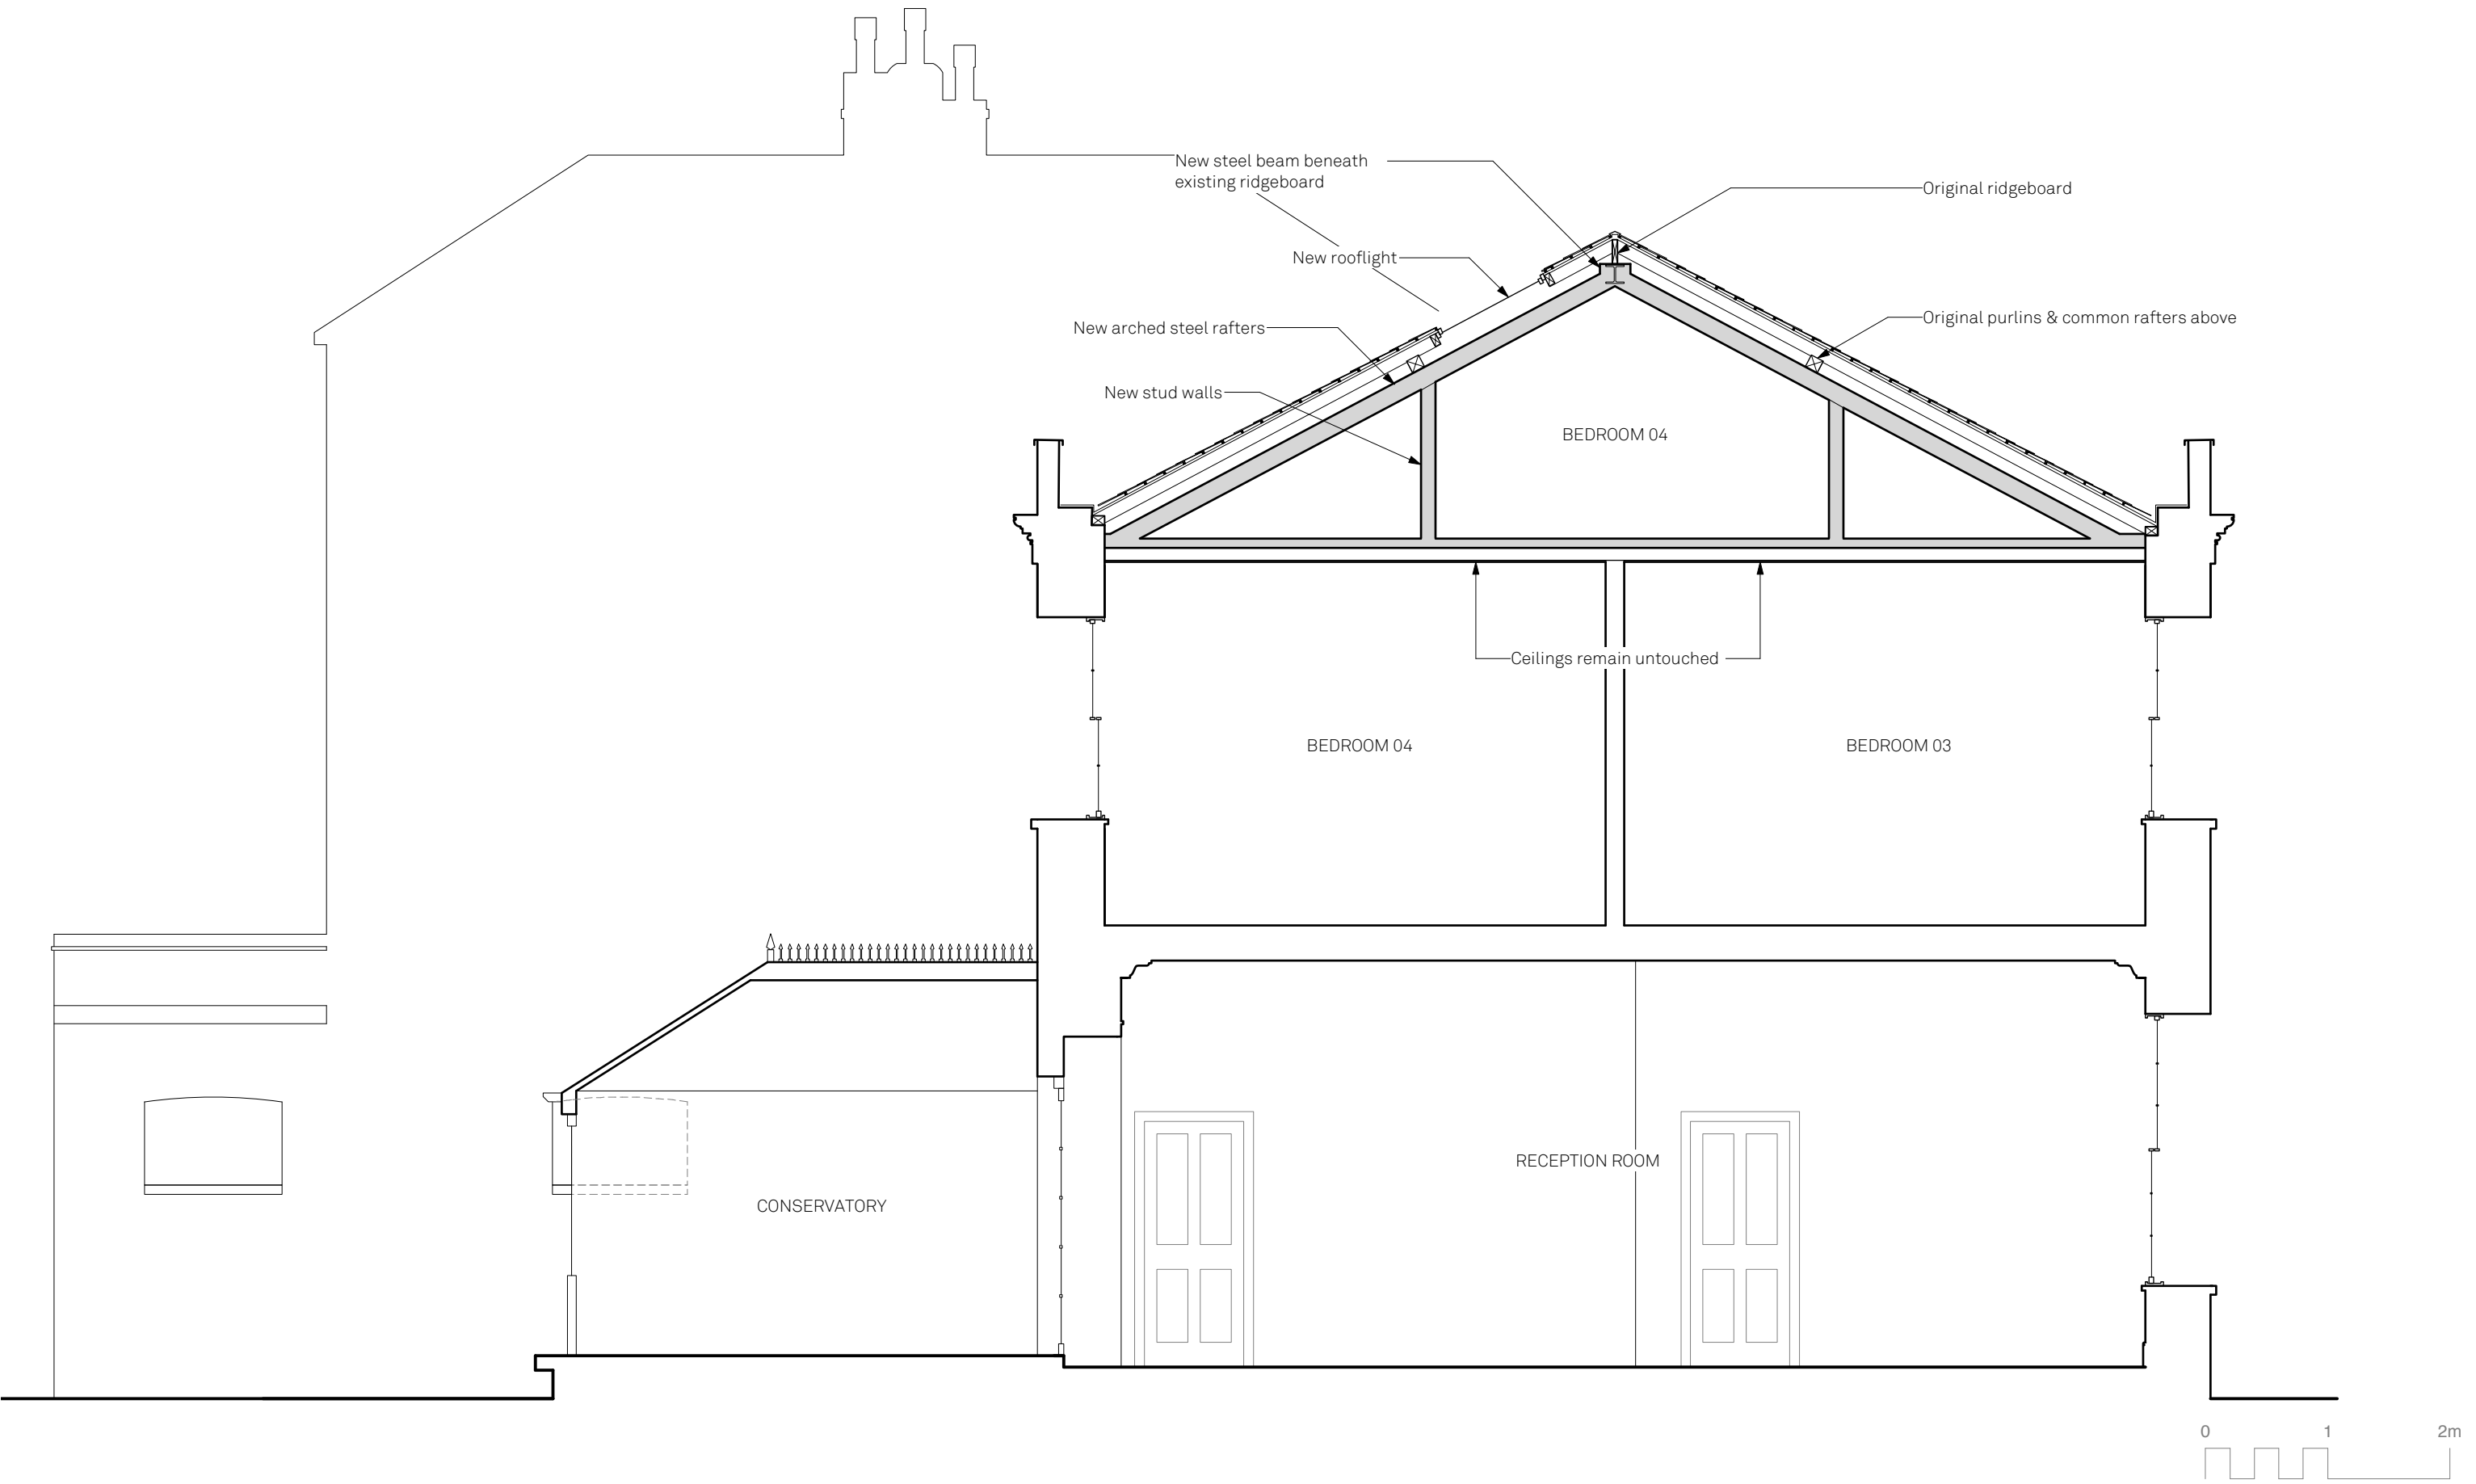 New steel beam beneath
existing ridgeboard
Original ridgeboard
New rooflight
Original purlins & common rafters above
New arched steel rafters
New stud walls
BEDROOM 04
Ceilings remain untouched
BEDROOM 04
BEDROOM 03
RECEPTION ROOM
CONSERVATORY
0 1 2m